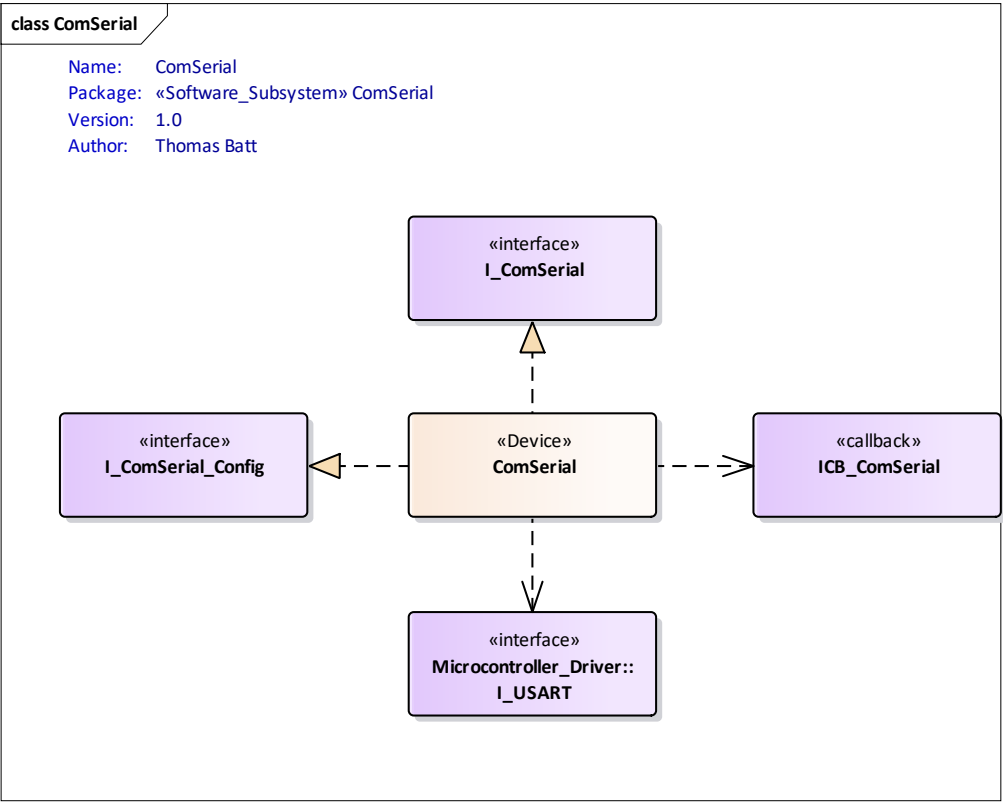 class ComSerial
Name: ComSerial
Package: «Software_Subsystem» ComSerial
Version: 1.0
Author: Thomas Batt
«interface»
I_ComSerial
«interface»
I_ComSerial_Config
«Device»
ComSerial
«callback»
ICB_ComSerial
«interface»
Microcontroller_Driver::
I_USART